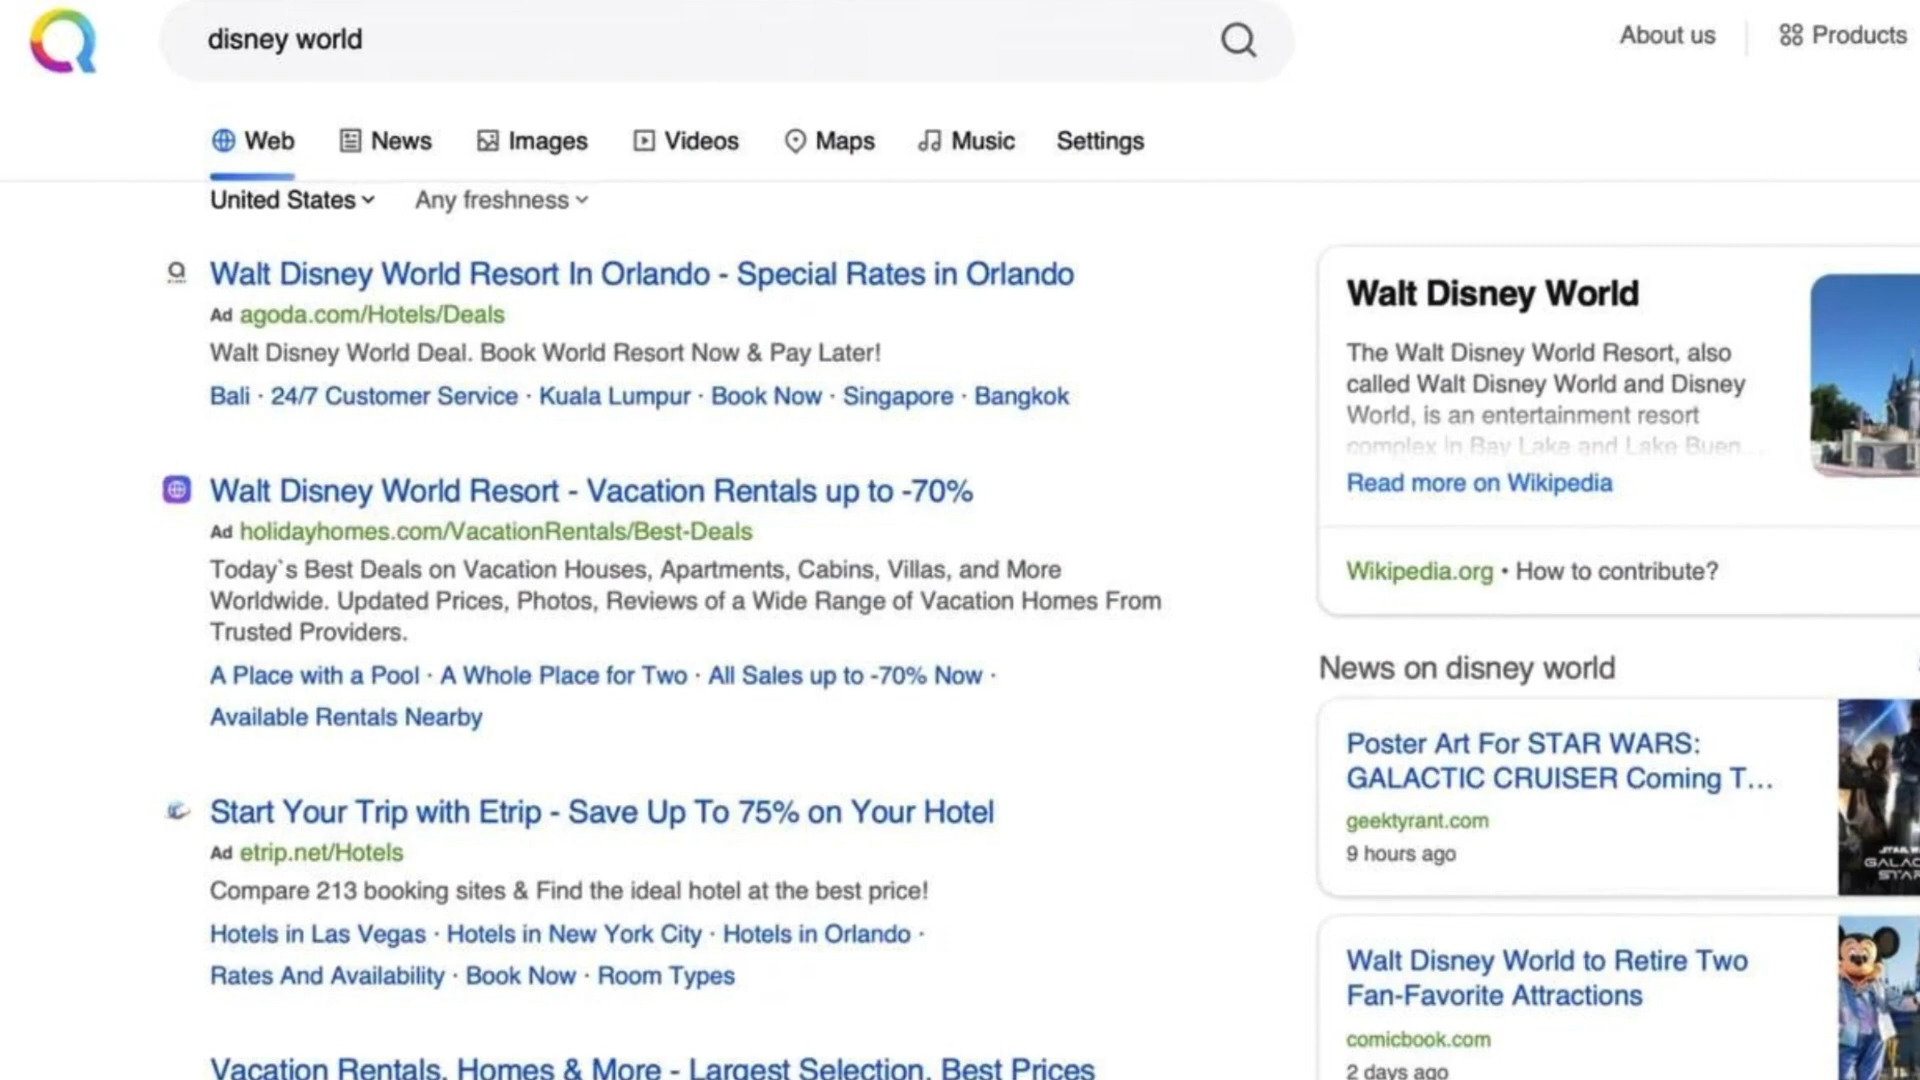 disney world
About us
Products
Web
News
Images
Videos
Maps
Music
Settings
United States
Any freshness
Walt Disney World Resort In Orlando - Special Rates in Orlando
Ad agoda.com/Hotels/Deals
Walt Disney World Deal. Book World Resort Now & Pay Later!
Bali · 24/7 Customer Service · Kuala Lumpur · Book Now · Singapore · Bangkok
Walt Disney World Resort - Vacation Rentals up to -70%
Ad holidayhomes.com/VacationRentals/Best-Deals
Today`s Best Deals on Vacation Houses, Apartments, Cabins, Villas, and More
Worldwide. Updated Prices, Photos, Reviews of a Wide Range of Vacation Homes From
Trusted Providers.
A Place with a Pool · A Whole Place for Two · All Sales up to -70% Now ·
Available Rentals Nearby
Start Your Trip with Etrip - Save Up To 75% on Your Hotel
Ad etrip.net/Hotels
Compare 213 booking sites & Find the ideal hotel at the best price!
Hotels in Las Vegas · Hotels in New York City · Hotels in Orlando ·
Rates And Availability · Book Now · Room Types
Vacation Rentals, Homes & More - Largest Selection, Best Prices
Walt Disney World
The Walt Disney World Resort, also
called Walt Disney World and Disney
World, is an entertainment resort
complex in Bay Lake and Lake Buen...
Read more on Wikipedia
Wikipedia.org • How to contribute?
News on disney world
Poster Art For STAR WARS:
GALACTIC CRUISER Coming T...
geektyrant.com
9 hours ago
Walt Disney World to Retire Two
Fan-Favorite Attractions
comicbook.com
2 days ago